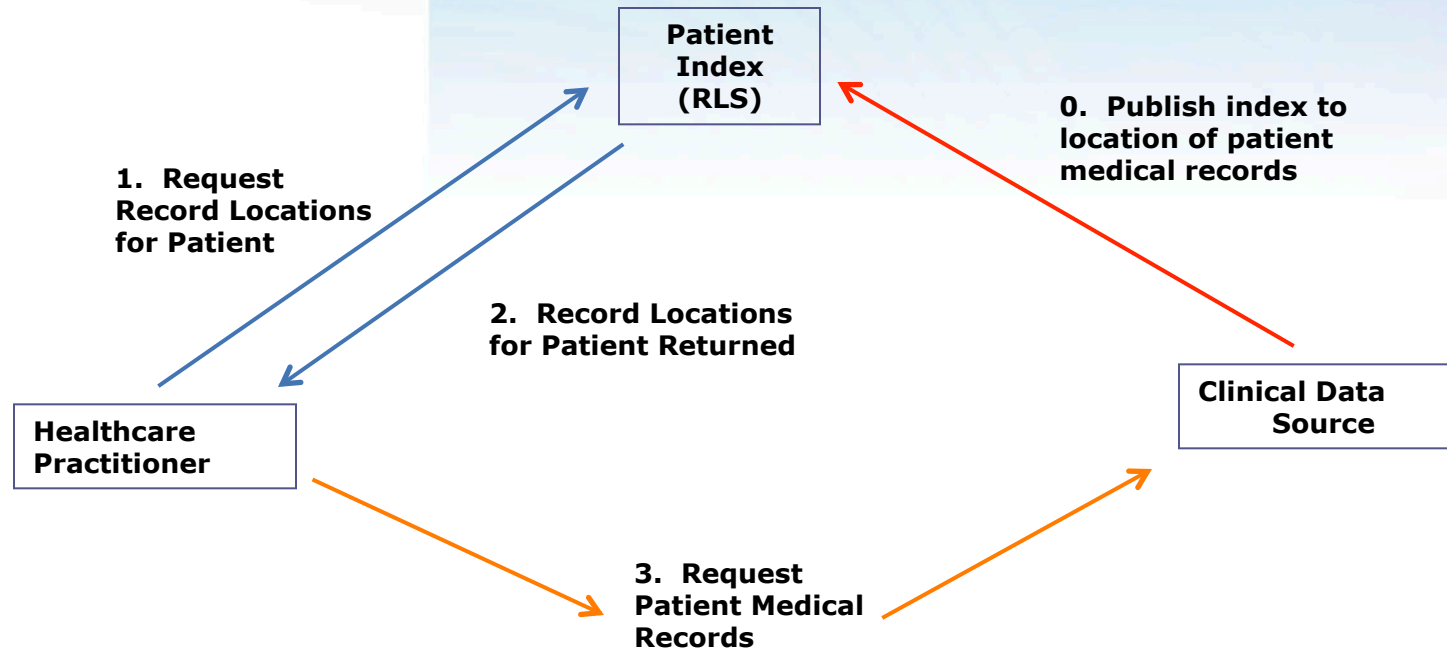 Patient
Index
(RLS)
0. Publish index to
location of patient
medical records
1. Request
Record Locations
for Patient
2. Record Locations
for Patient Returned
Clinical Data
Source
Healthcare
Practitioner
3. Request
Patient Medical
Records